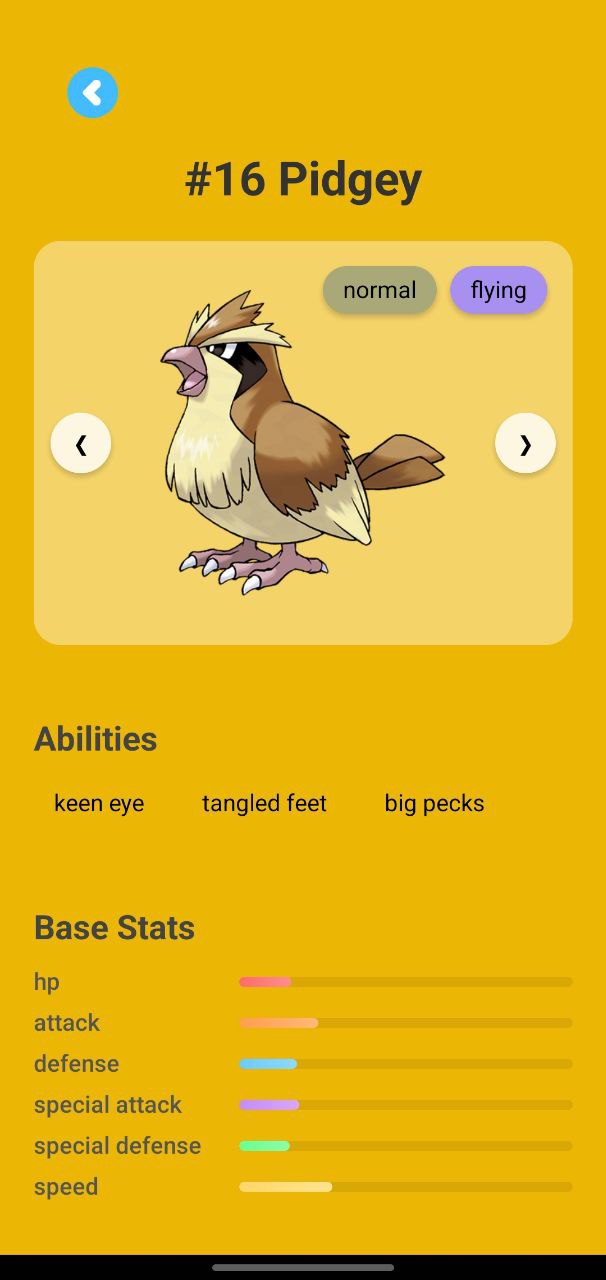 #16 Pidgey
normal flying
❮ ❯
Abilities
keen eye tangled feet big pecks
Base Stats
hp
attack
defense
special attack
special defense
speed